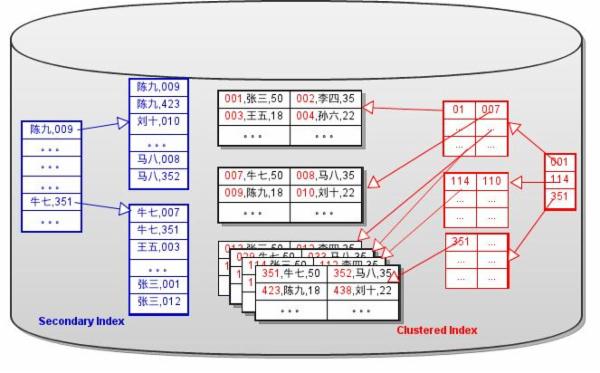 陈九,009
...
...
...
牛七,351
...
陈九,009
陈九,423
刘十,010
...
马八,008
马八,352
牛七,007
牛七,351
王五,003
...
张三,001
张三,012
001,张三,50 002,李四,35
003,王五,18 004,孙六,22
... ...
007,牛七,50 008,马八,35
009,陈九,18 010,刘十,22
... ...
012,张三,50
351,牛七,50 352,马八,35
423,陈九,18 438,刘十,22
... ...
01 007
... ...
... ...
114 110
... ...
... ...
351 ...
... ...
... ...
001
114
351
Secondary Index
Clustered Index